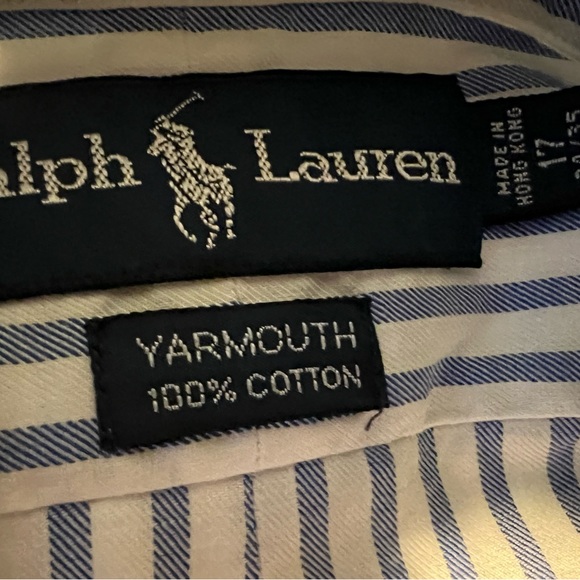 alph Lauren
MADE IN
HONG KONG
17
YARMOUTH
100% COTTON